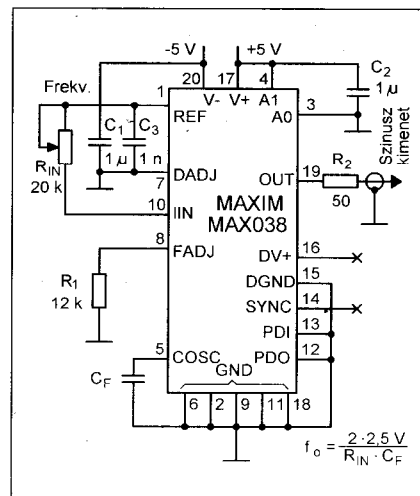 -5 V
+5 V
20
17
4
C2
1 µ
Frekv.
1
V-
V+
A1
REF
A0
3
C1
C3
1 µ
1 n
RIN
20 k
7
DADJ
OUT
19
R2
50
Szinusz
kimenet
10
IIN
MAXIM
MAX038
8
FADJ
DV+
16
DGND
15
R1
12 k
SYNC
14
PDI
13
5
COSC
PDO
12
GND
CF
6
2
9
11
18
fo = 2·2,5 V / RIN · CF